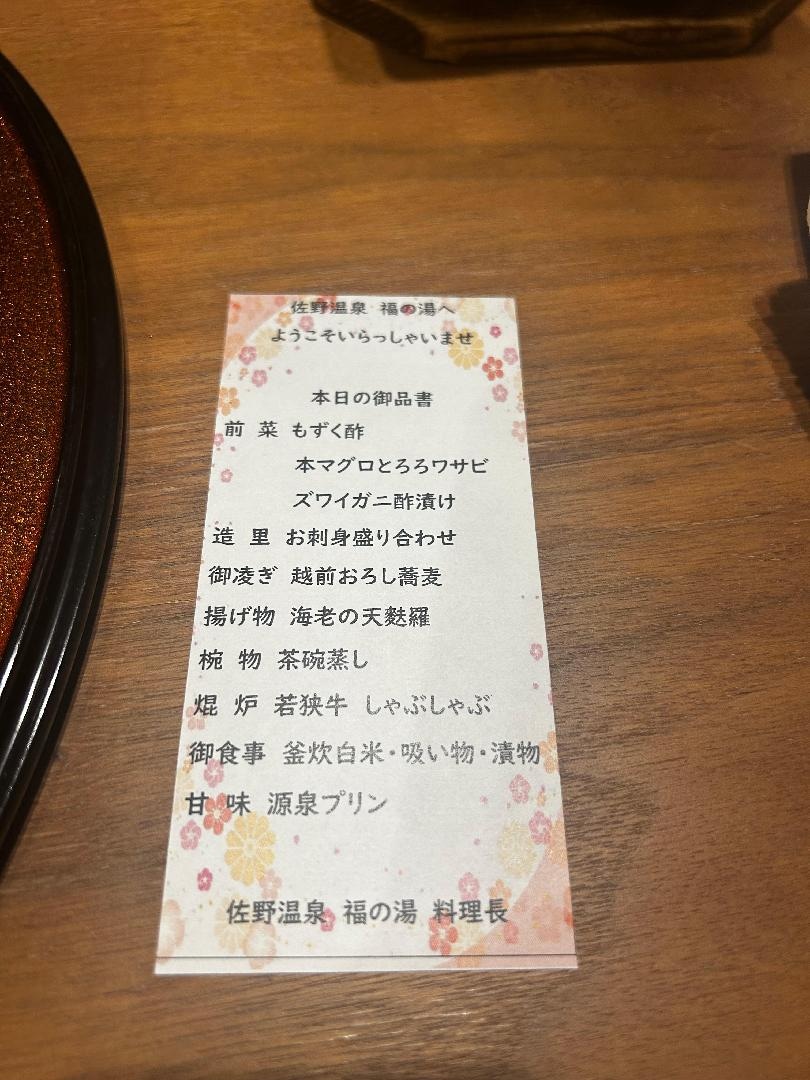 佐野温泉 福の湯へ
ようこそいらっしゃいませ
本日の御品書
前 菜 もずく酢
本マグロとろろワサビ
ズワイガニ酢漬け
造 里 お刺身盛り合わせ
御凌ぎ 越前おろし蕎麦
揚げ物 海老の天麩羅
椀 物 茶碗蒸し
焜 炉 若狭牛 しゃぶしゃぶ
御食事 釜炊白米・吸い物・漬物
甘 味 源泉プリン
佐野温泉 福の湯 料理長